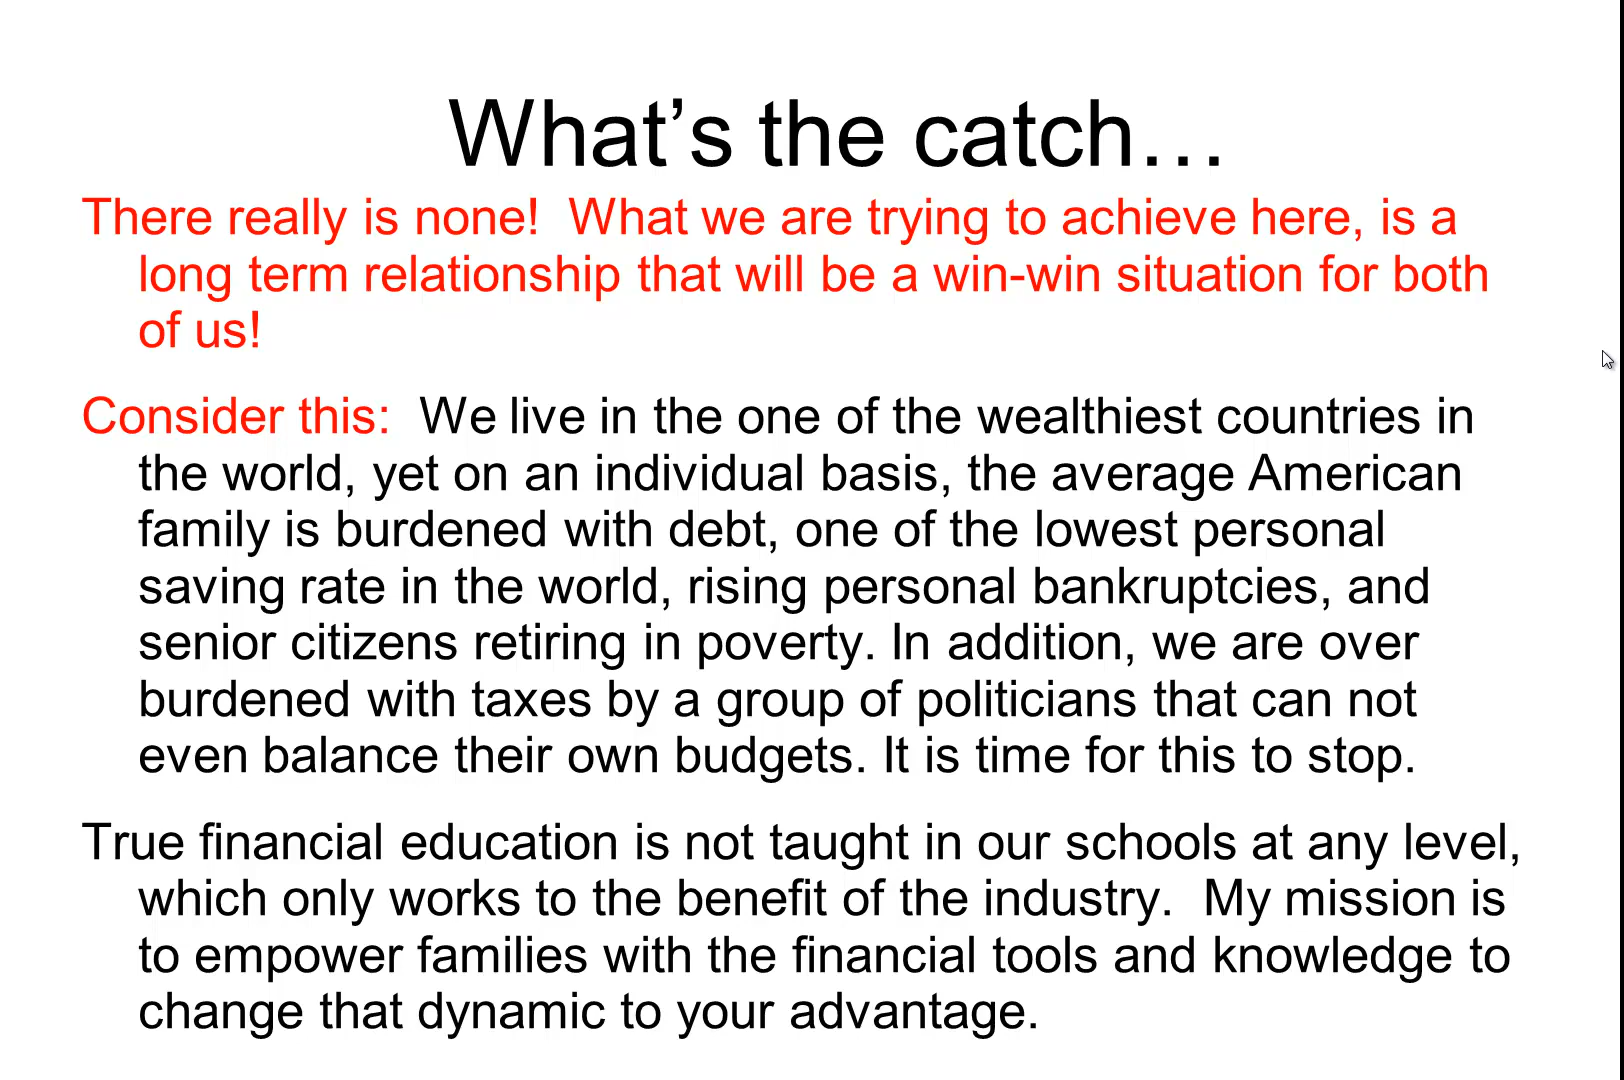 What’s the catch…
There really is none!  What we are trying to achieve here, is a
long term relationship that will be a win-win situation for both
of us!
Consider this:  We live in the one of the wealthiest countries in
the world, yet on an individual basis, the average American
family is burdened with debt, one of the lowest personal
saving rate in the world, rising personal bankruptcies, and
senior citizens retiring in poverty. In addition, we are over
burdened with taxes by a group of politicians that can not
even balance their own budgets. It is time for this to stop.
True financial education is not taught in our schools at any level,
which only works to the benefit of the industry.  My mission is
to empower families with the financial tools and knowledge to
change that dynamic to your advantage.